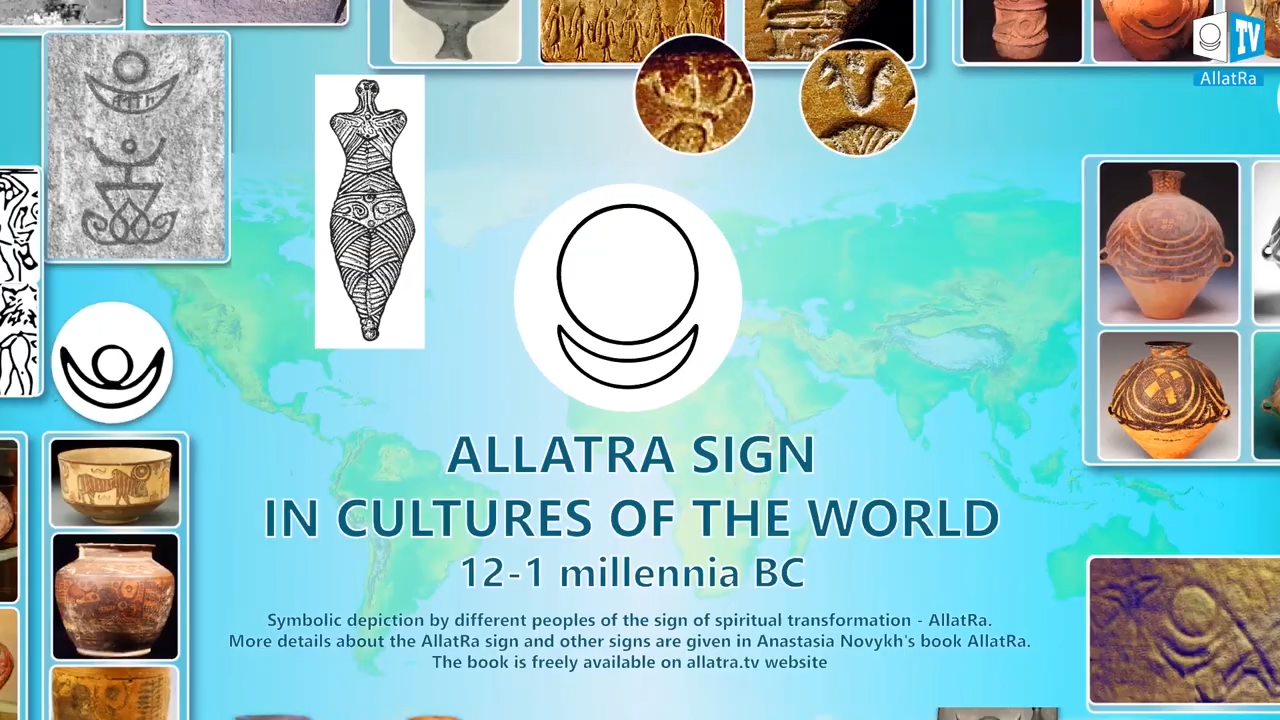 TV
AllatRa
ALLATRA SIGN
IN CULTURES OF THE WORLD
12-1 millennia BC
Symbolic depiction by different peoples of the sign of spiritual transformation - AllatRa.
More details about the AllatRa sign and other signs are given in Anastasia Novykh's book AllatRa.
The book is freely available on allatra.tv website